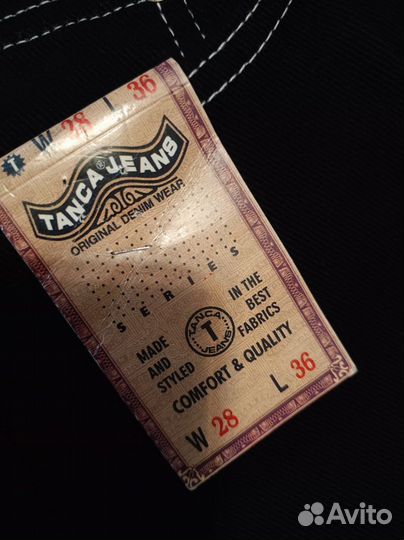 W 28 L 36
TANCA JEANS®
ORIGINAL DENIM WEAR
SERIES
MADE AND STYLED
TANCA T JEANS
IN THE BEST FABRICS
COMFORT & QUALITY
W 28 L 36
T
Avito